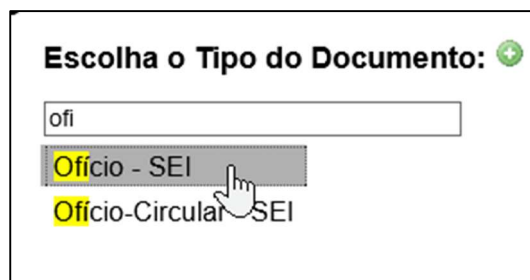 Escolha o Tipo do Documento:
ofi
Ofício - SEI
Ofício-Circular - SEI